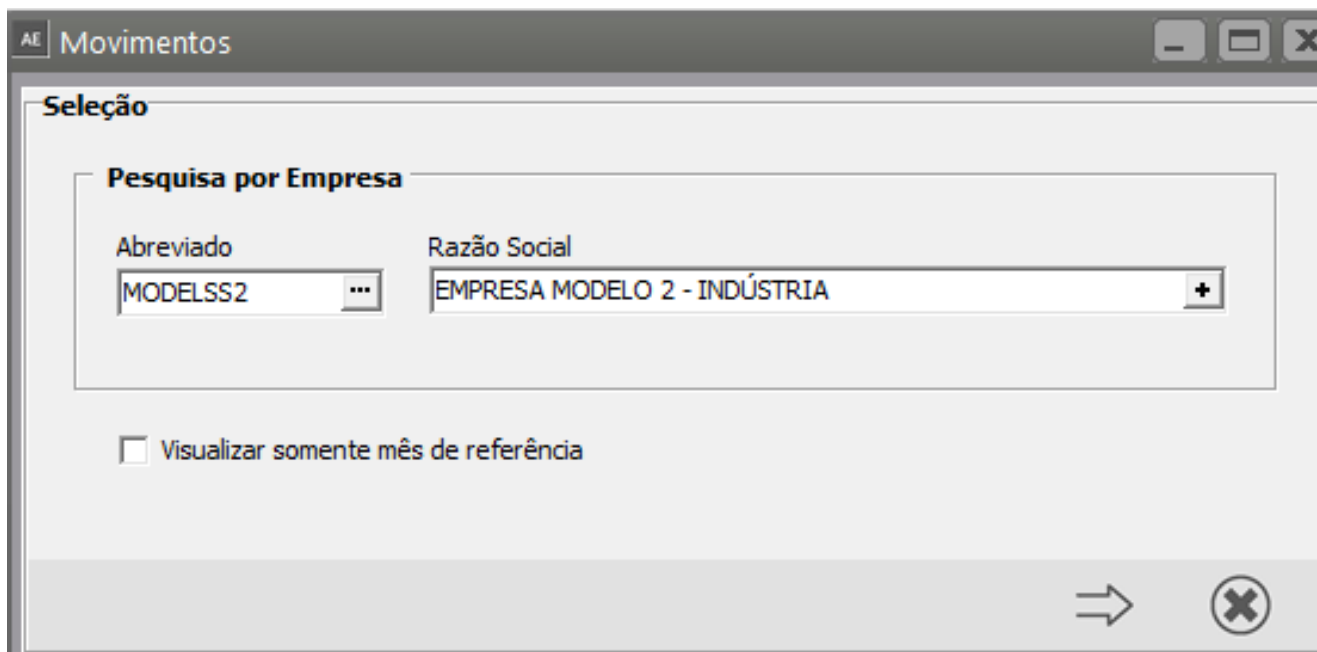 AE Movimentos
Seleção
Pesquisa por Empresa
Abreviado Razão Social
MODELSS2 ... EMPRESA MODELO 2 - INDÚSTRIA +
Visualizar somente mês de referência